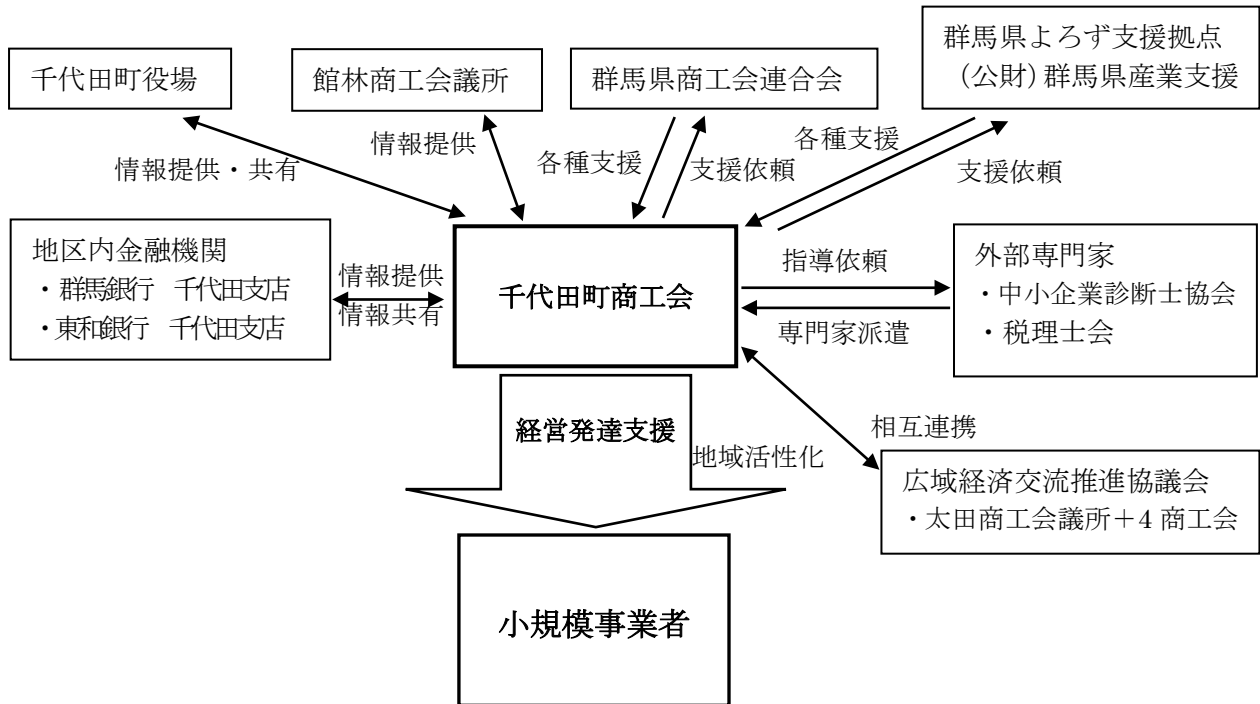 千代田町役場
館林商工会議所
群馬県商工会連合会
群馬県よろず支援拠点
（公財）群馬県産業支援
情報提供・共有
情報提供
各種支援
支援依頼
各種支援
支援依頼
地区内金融機関
・群馬銀行　千代田支店
・東和銀行　千代田支店
情報提供
情報共有
千代田町商工会
指導依頼
専門家派遣
外部専門家
・中小企業診断士協会
・税理士会
経営発達支援
地域活性化
相互連携
広域経済交流推進協議会
・太田商工会議所＋4 商工会
小規模事業者